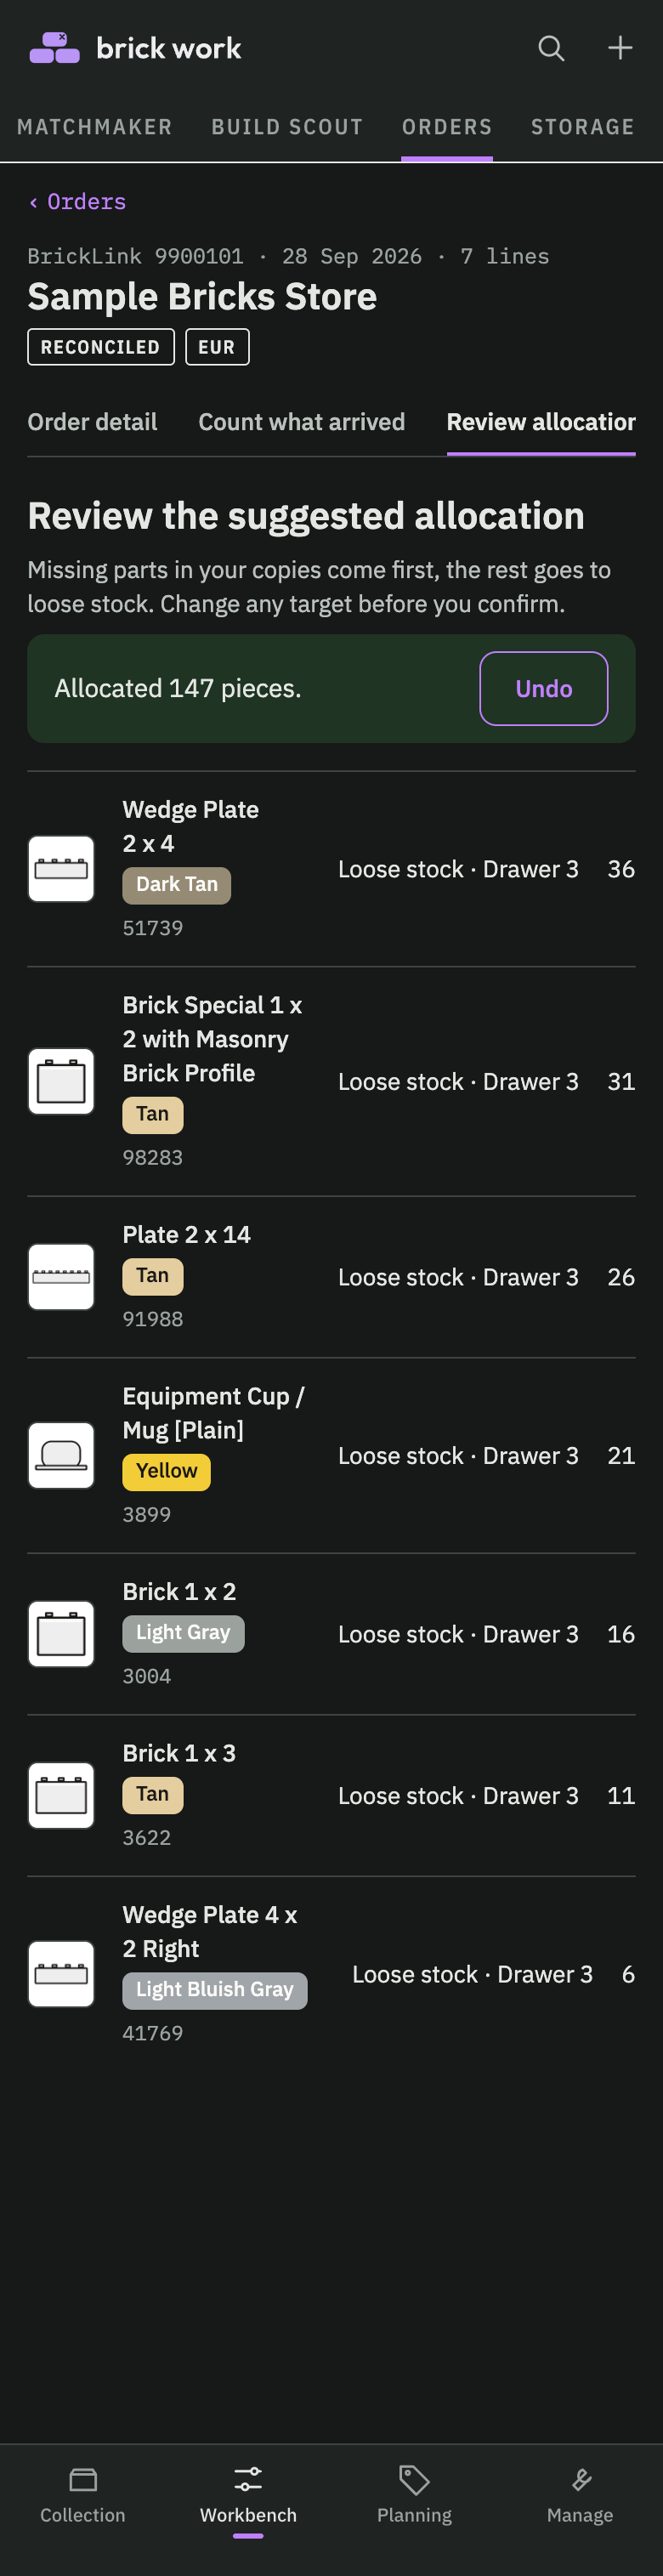 brick work
MATCHMAKER BUILD SCOUT ORDERS STORAGE
‹ Orders
BrickLink 9900101 · 28 Sep 2026 · 7 lines
Sample Bricks Store
RECONCILED EUR
Order detail Count what arrived Review allocation
Review the suggested allocation
Missing parts in your copies come first, the rest goes to
loose stock. Change any target before you confirm.
Allocated 147 pieces. Undo
Wedge Plate
2 x 4
Dark Tan
51739
Loose stock · Drawer 3 36
Brick Special 1 x
2 with Masonry
Brick Profile
Tan
98283
Loose stock · Drawer 3 31
Plate 2 x 14
Tan
91988
Loose stock · Drawer 3 26
Equipment Cup /
Mug [Plain]
Yellow
3899
Loose stock · Drawer 3 21
Brick 1 x 2
Light Gray
3004
Loose stock · Drawer 3 16
Brick 1 x 3
Tan
3622
Loose stock · Drawer 3 11
Wedge Plate 4 x
2 Right
Light Bluish Gray
41769
Loose stock · Drawer 3 6
Collection Workbench Planning Manage